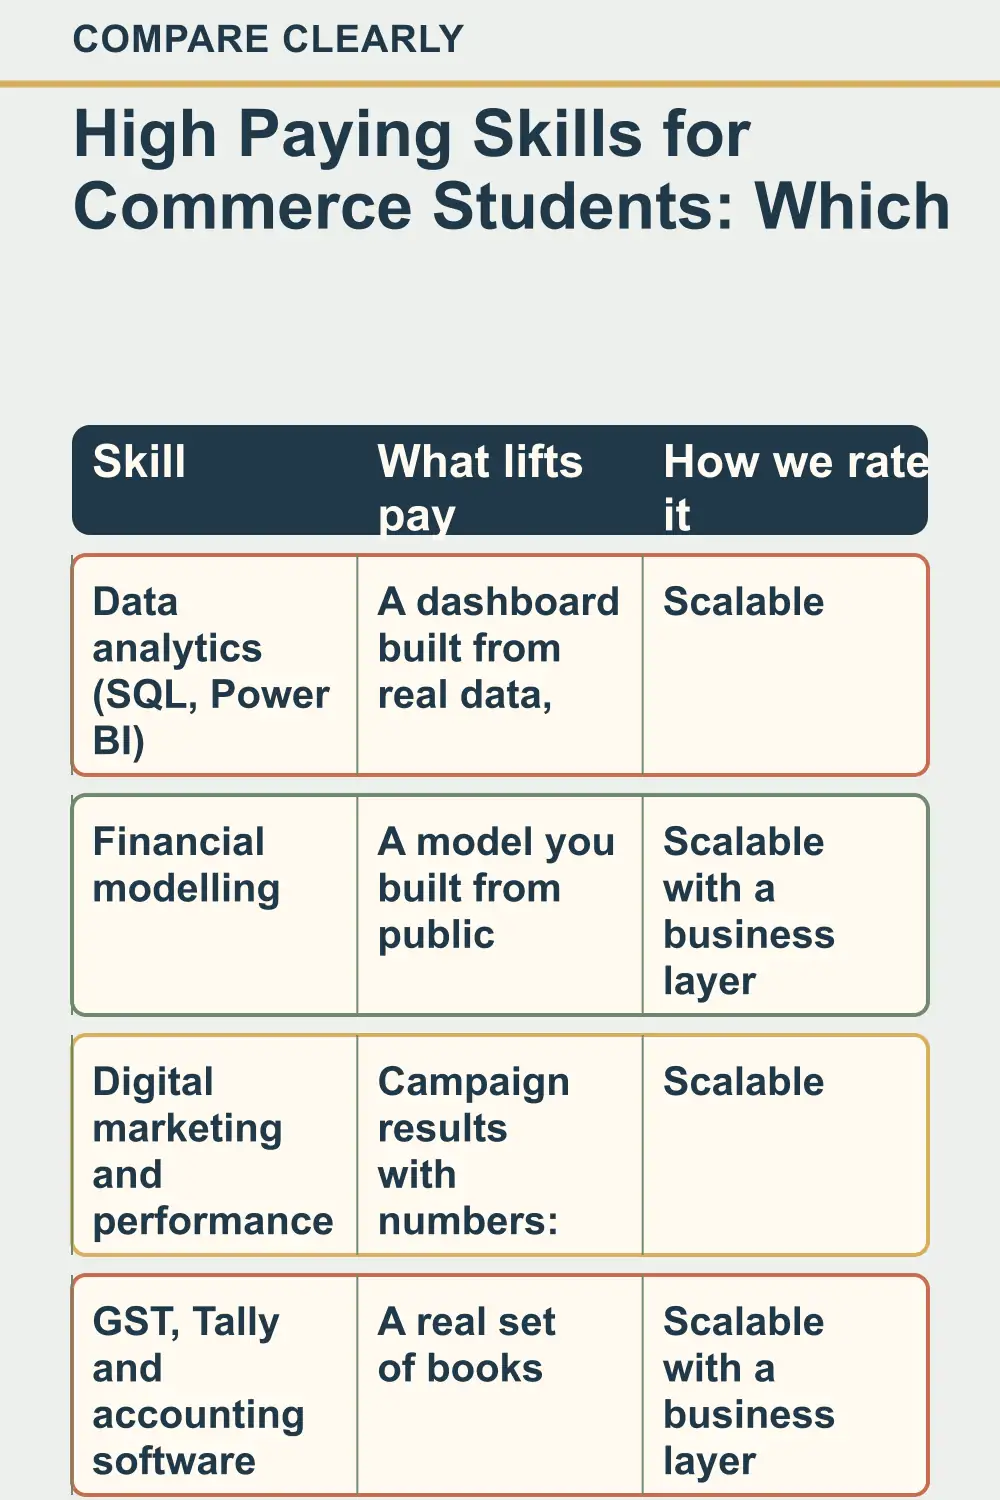 COMPARE CLEARLY
High Paying Skills for
Commerce Students: Which
Skill
What lifts
pay
How we rate
it
Data
analytics
(SQL, Power
BI)
A dashboard
built from
real data,
Scalable
Financial
modelling
A model you
built from
public
Scalable
with a
business
layer
Digital
marketing
and
performance
Campaign
results
with
numbers:
Scalable
GST, Tally
and
accounting
software
A real set
of books
Scalable
with a
business
layer